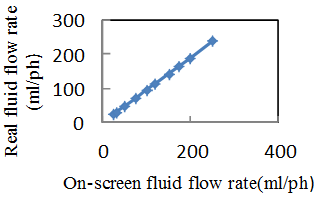 Real fluid flow rate
(ml/ph)
300
200
100
0
0
200
400
On-screen fluid flow rate(ml/ph)